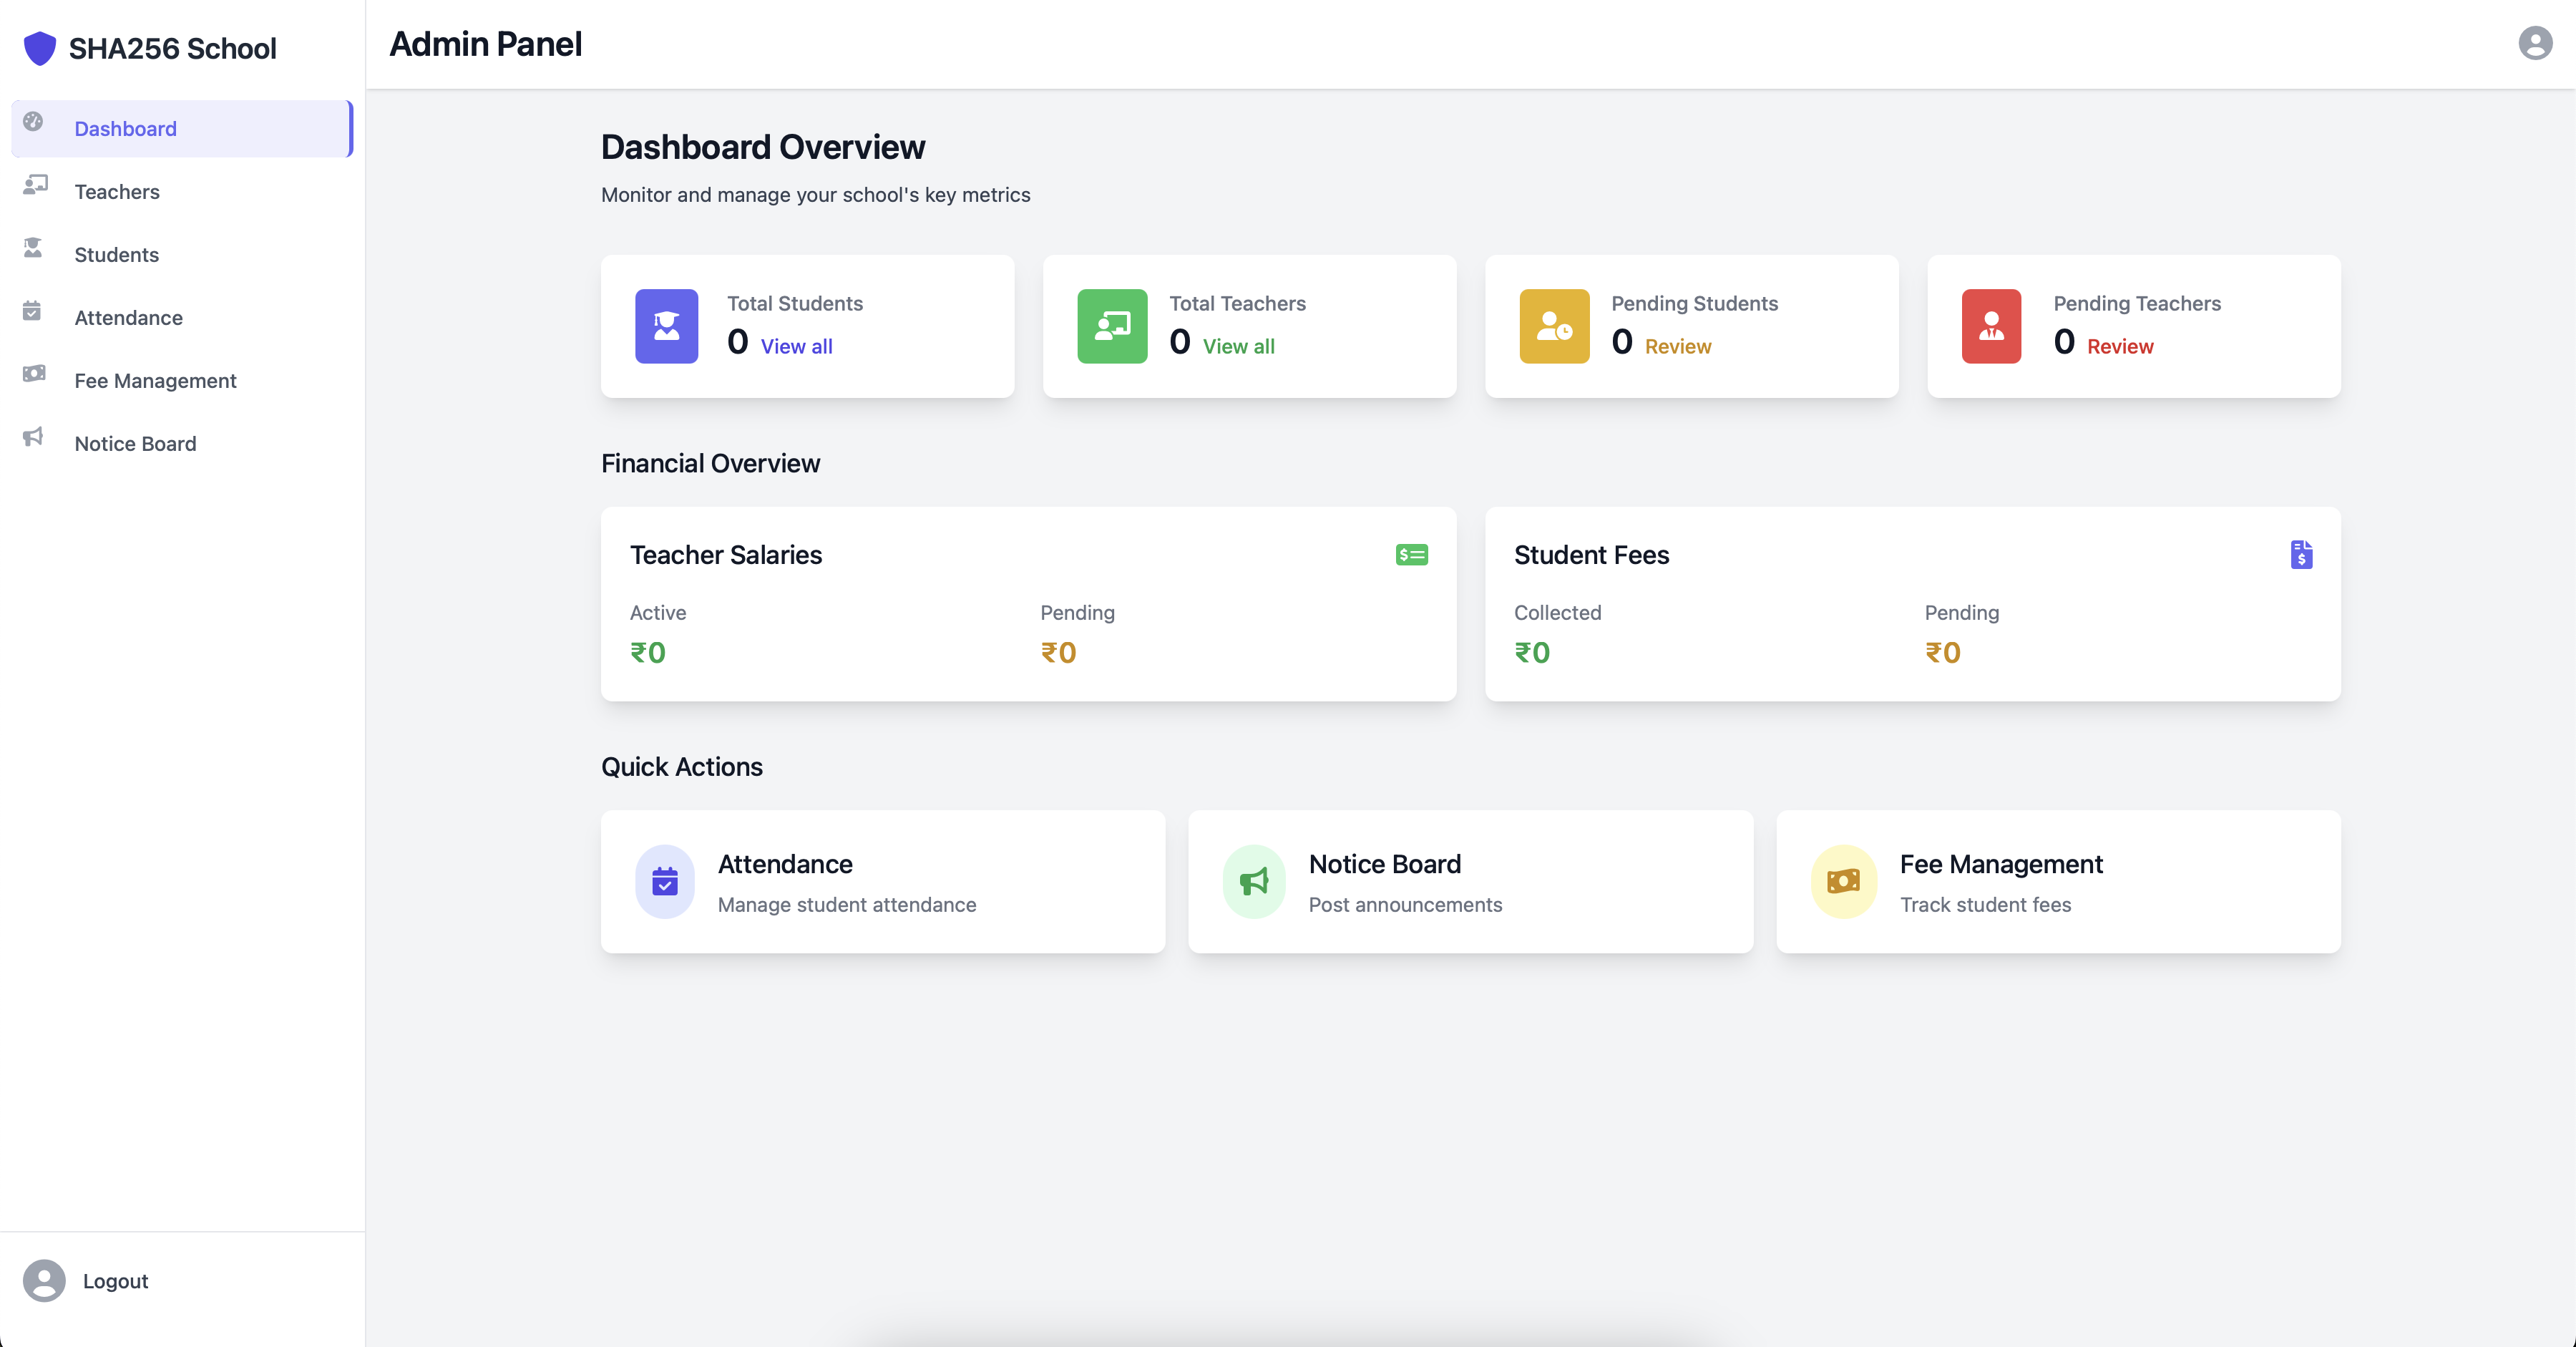 SHA256 School
Admin Panel
Dashboard
Teachers
Students
Attendance
Fee Management
Notice Board
Logout
Dashboard Overview
Monitor and manage your school's key metrics
Total Students
0 View all
Total Teachers
0 View all
Pending Students
0 Review
Pending Teachers
0 Review
Financial Overview
Teacher Salaries
Active
₹0
Pending
₹0
Student Fees
Collected
₹0
Pending
₹0
Quick Actions
Attendance
Manage student attendance
Notice Board
Post announcements
Fee Management
Track student fees